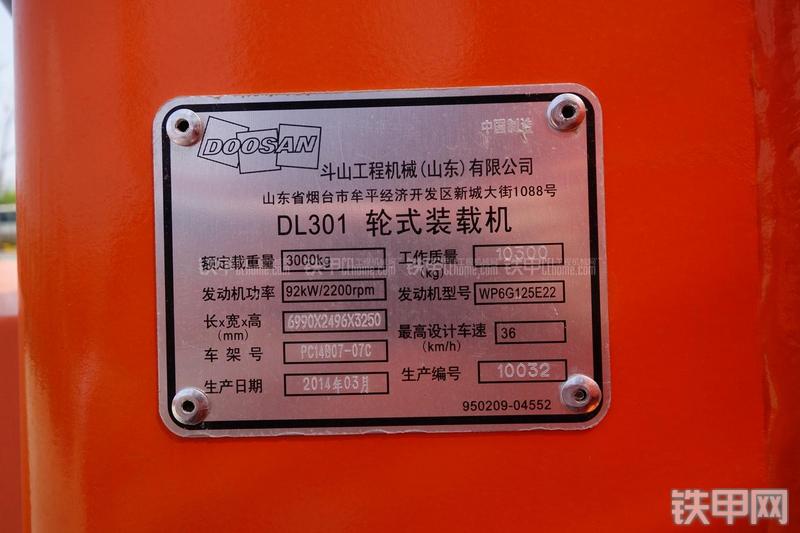 DOOSAN
中国制造
斗山工程机械(山东)有限公司
山东省烟台市牟平经济开发区新城大街1088号
DL301 轮式装载机
额定载重量 3000kg 工作质量 (kg) 10500
发动机功率 92kW/2200rpm 发动机型号 WP6G125E22
长x宽x高 (mm) 6990X2496X3250 最高设计车速 (km/h) 36
车架号 PC14B07-07C
生产日期 2014年03月 生产编号 10032
950209-04552
铁甲网